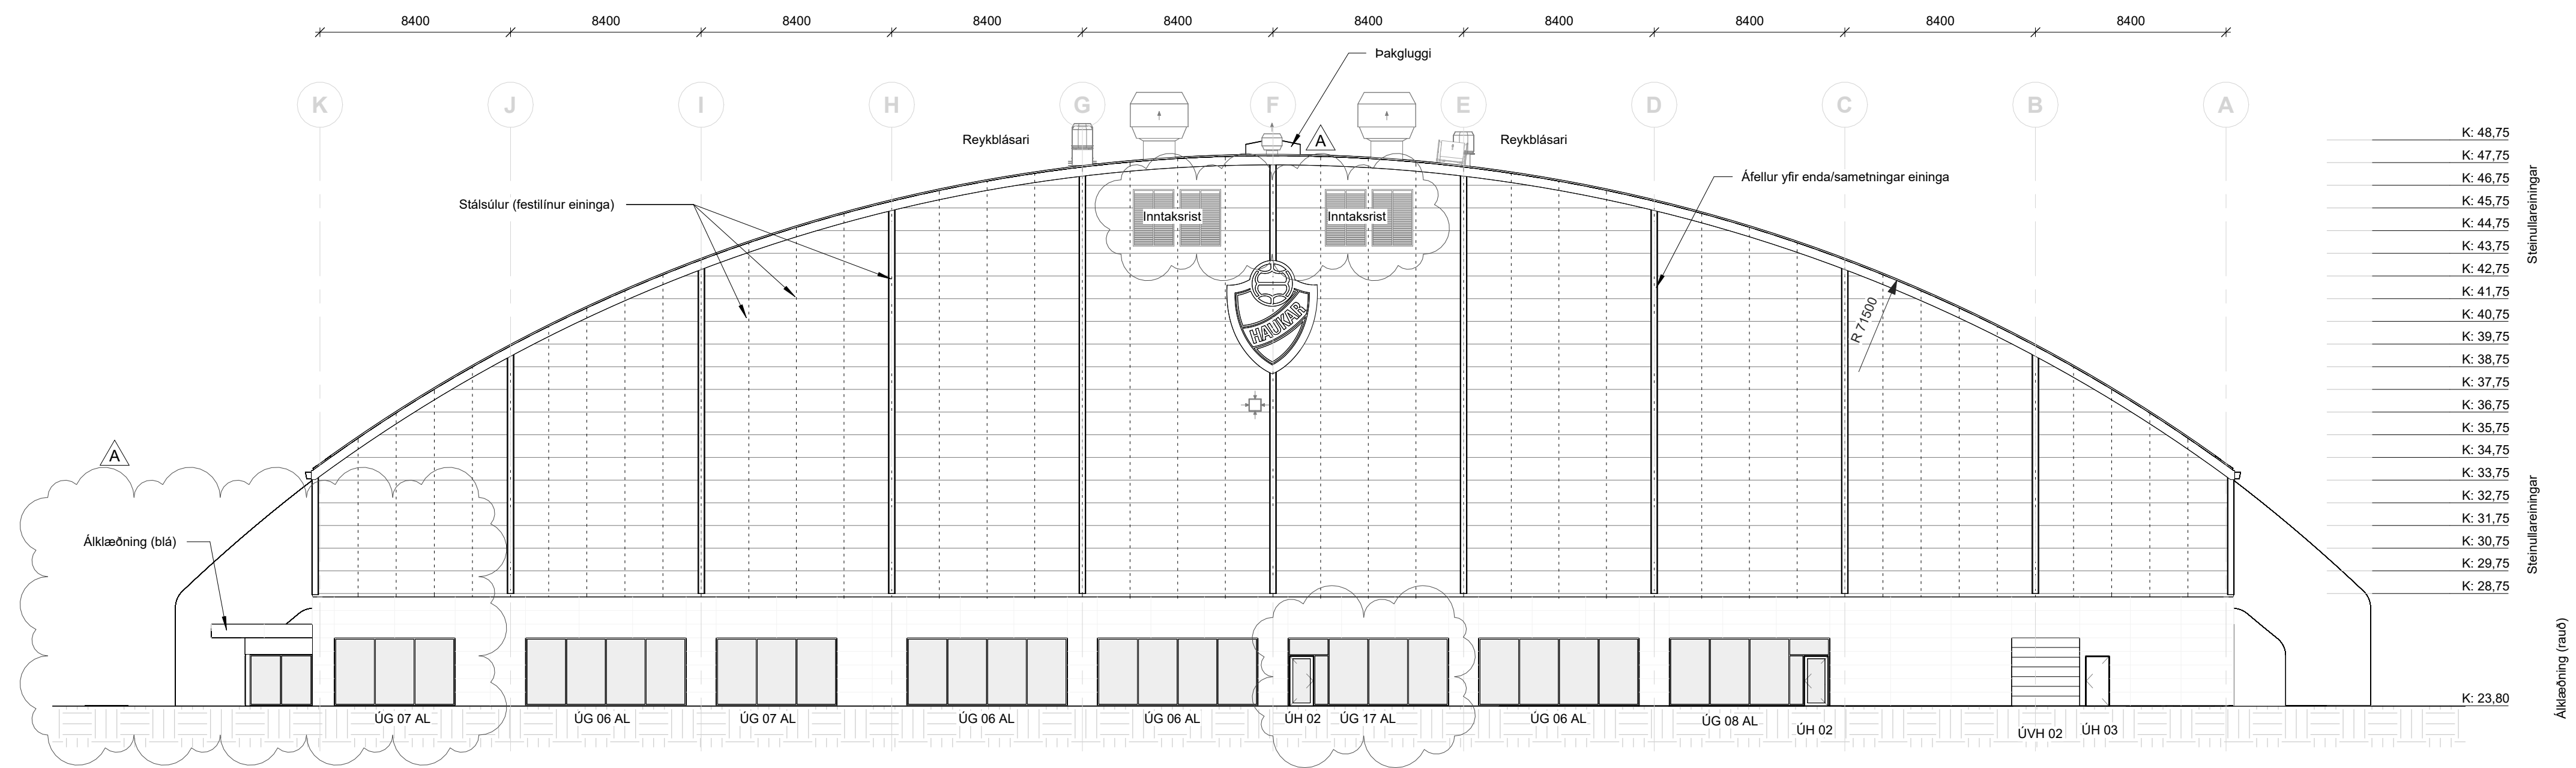 8400 8400 8400 8400 8400 8400 8400 8400 8400 8400
Þakgluggi
K J I H G F E D C B A
Reykblásari
A
Reykblásari
Áfellur yfir enda/sametningar eininga
Stálsúlur (festilínur eininga)
Inntaksrist
Inntaksrist
HAUKAR
R 71500
A
Álklæðning (blá)
K: 48,75
K: 47,75
K: 46,75
K: 45,75
K: 44,75
K: 43,75
K: 42,75
K: 41,75
K: 40,75
K: 39,75
K: 38,75
K: 37,75
K: 36,75
K: 35,75
K: 34,75
K: 33,75
K: 32,75
K: 31,75
K: 30,75
K: 29,75
K: 28,75
K: 23,80
Steinullareiningar
Steinullareiningar
Álklæðning (rauð)
ÚG 07 AL
ÚG 06 AL
ÚG 07 AL
ÚG 06 AL
ÚG 06 AL
ÚH 02
ÚG 17 AL
ÚG 06 AL
ÚG 08 AL
ÚH 02
ÚVH 02
ÚH 03